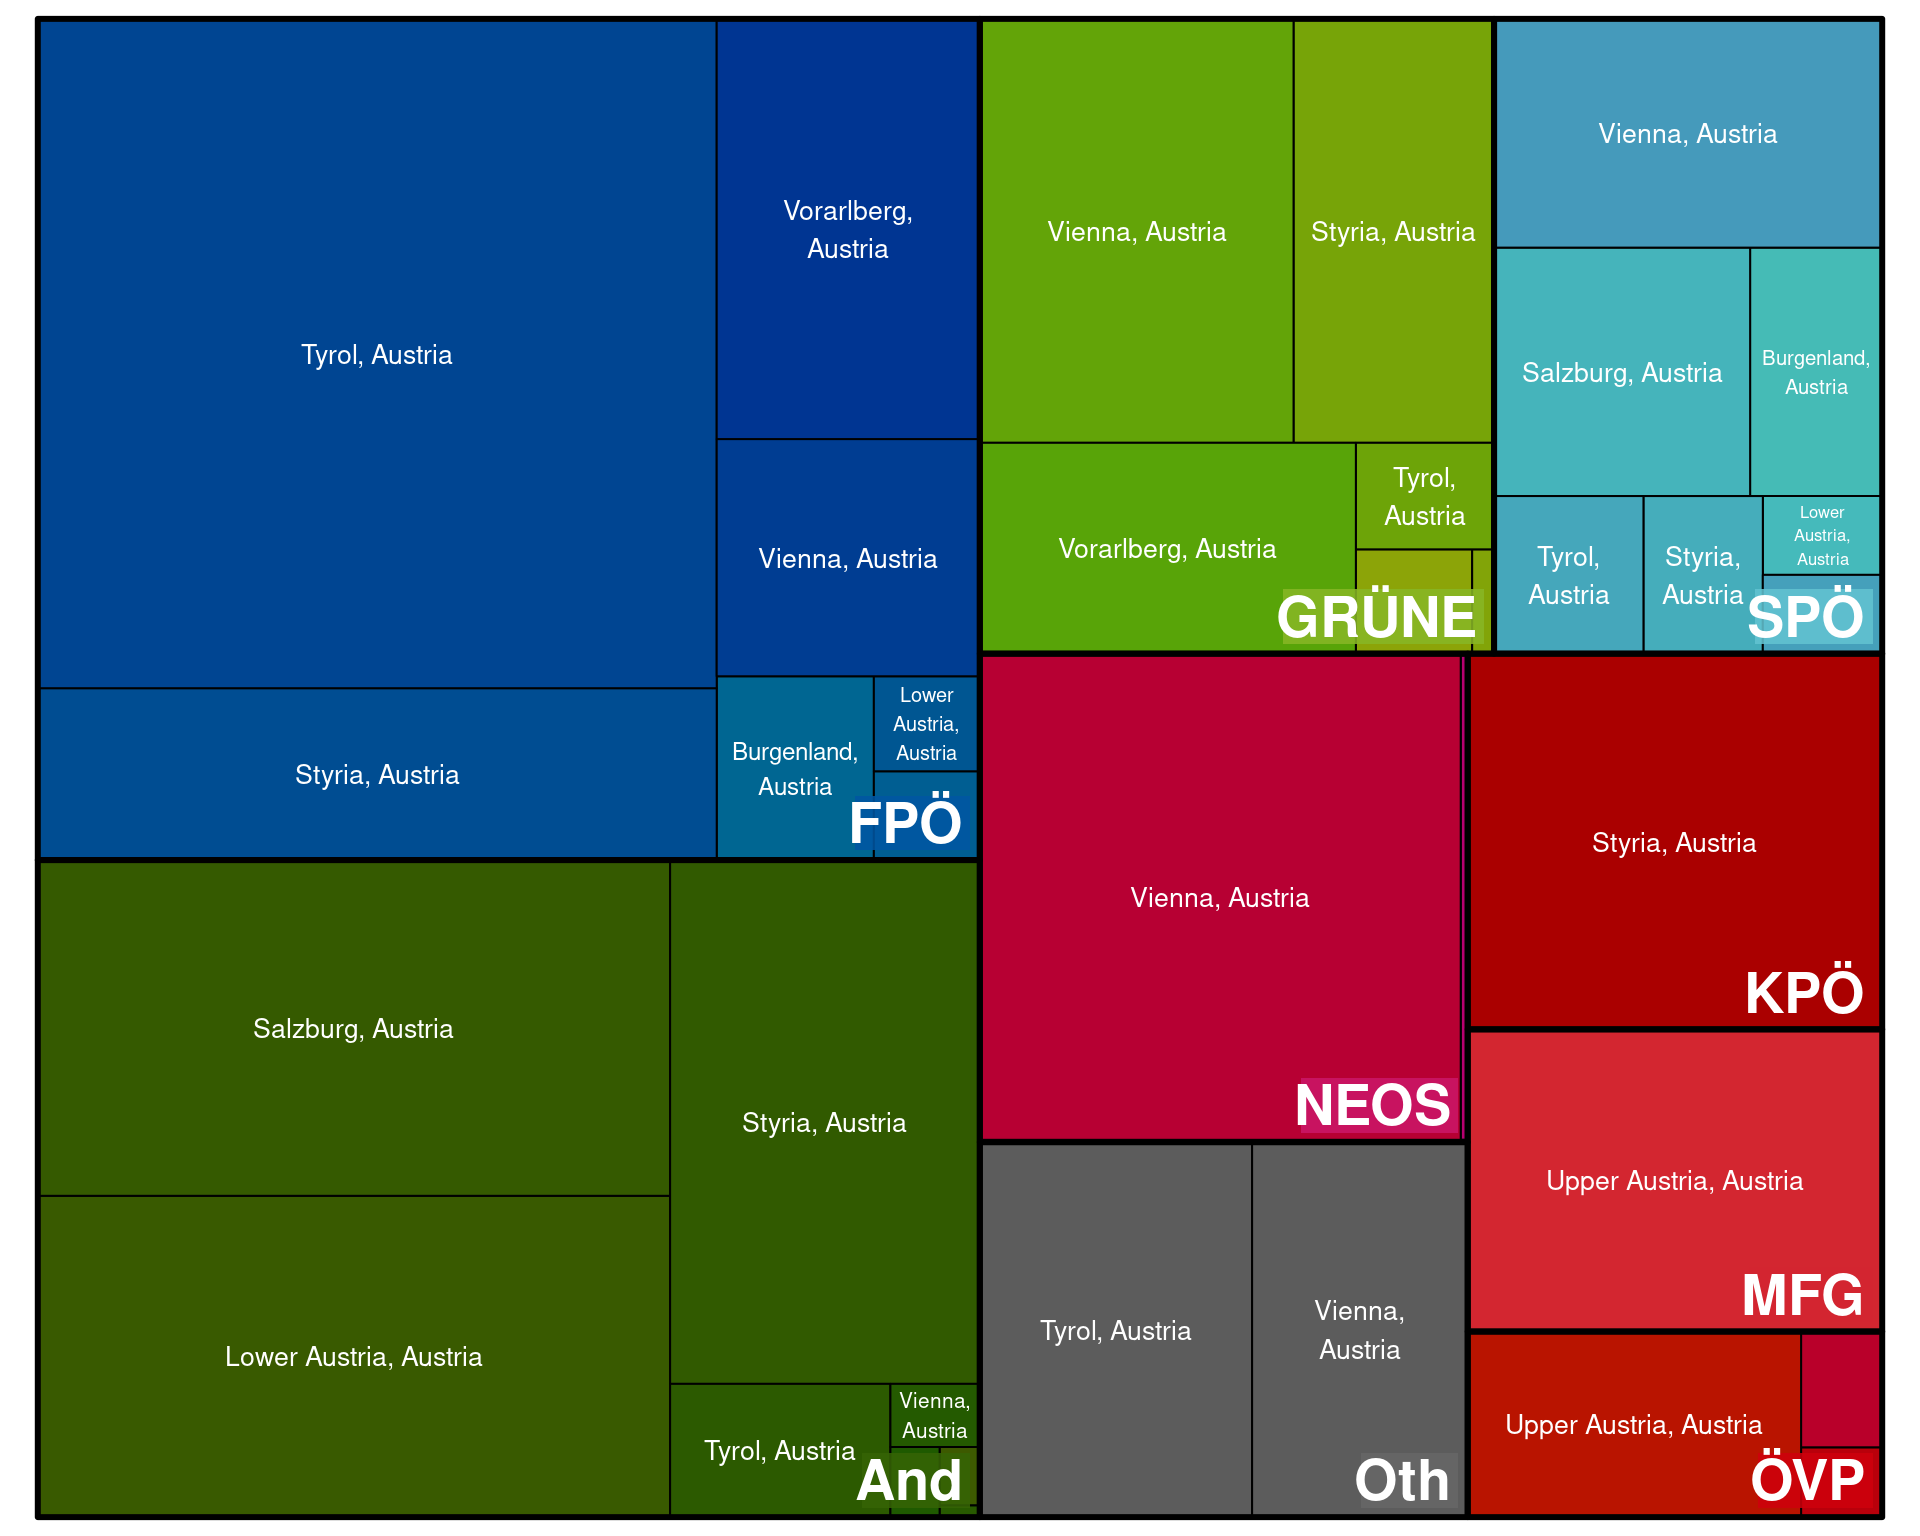 Tyrol, Austria
Vorarlberg,
Austria
Vienna, Austria
Styria, Austria
Burgenland,
Austria
Lower
Austria,
Austria
FPÖ
Salzburg, Austria
Lower Austria, Austria
Styria, Austria
Tyrol, Austria
Vienna,
Austria
And
Vienna, Austria
Styria, Austria
Vorarlberg, Austria
Tyrol,
Austria
GRÜNE
Vienna, Austria
Salzburg, Austria
Burgenland,
Austria
Tyrol,
Austria
Styria,
Austria
Lower
Austria,
Austria
SPÖ
Vienna, Austria
NEOS
Styria, Austria
KPÖ
Upper Austria, Austria
MFG
Tyrol, Austria
Vienna,
Austria
Oth
Upper Austria, Austria
ÖVP